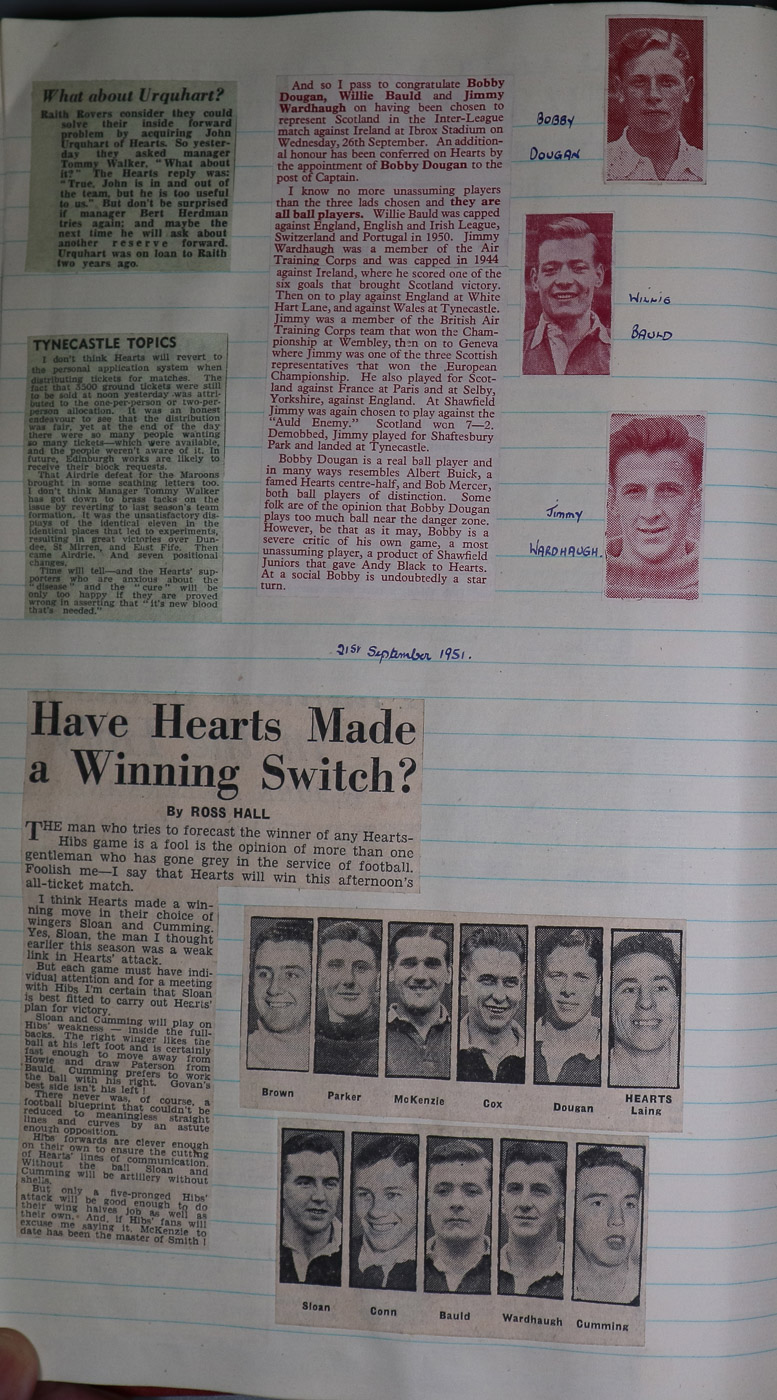 What about Urquhart?
Raith Rovers consider they could
solve their inside forward
problem by acquiring John
Urquhart of Hearts. So yester-
day they asked manager
Tommy Walker, "What about
it?" The Hearts reply was:
"True, John is in and out of
the team, but he is too useful
to us." But don't be surprised
if manager Bert Herdman
tries again; and maybe the
next time he will ask about
another reserve forward.
Urquhart was on loan to Raith
two years ago.
TYNECASTLE TOPICS
I don't think Hearts will revert to
the personal application system when
distributing tickets for matches. The
fact that 3500 ground tickets were still
to be sold at noon yesterday was attri-
buted to the one-per-person or two-per-
person allocation. It was an honest
endeavour to see that the distribution
was fair, yet at the end of the day
there were so many people wanting
so many tickets—which were available,
and the people weren't aware of it. In
future, Edinburgh works are likely to
receive their block requests.
That Airdrie defeat for the Maroons
brought in some scathing letters too.
I don't think Manager Tommy Walker
has got down to brass tacks on the
issue by reverting to last season's team
formation. It was the unsatisfactory dis-
plays of the identical eleven in the
identical places that led to experiments,
resulting in great victories over Dun-
dee, St Mirren, and East Fife. Then
came Airdrie. And seven positional
changes.
Time will tell—and the Hearts' sup-
porters who are anxious about the
"disease" and the "cure" will be
only too happy if they are proved
wrong in asserting that "it's new blood
that's needed."
And so I pass to congratulate Bobby
Dougan, Willie Bauld and Jimmy
Wardhaugh on having been chosen to
represent Scotland in the Inter-League
match against Ireland at Ibrox Stadium on
Wednesday, 26th September. An addition-
al honour has been conferred on Hearts by
the appointment of Bobby Dougan to the
post of Captain.
I know no more unassuming players
than the three lads chosen and they are
all ball players. Willie Bauld was capped
against England, English and Irish League,
Switzerland and Portugal in 1950. Jimmy
Wardhaugh was a member of the Air
Training Corps and was capped in 1944
against Ireland, where he scored one of the
six goals that brought Scotland victory.
Then on to play against England at White
Hart Lane, and against Wales at Tynecastle.
Jimmy was a member of the British Air
Training Corps team that won the Cham-
pionship at Wembley, then on to Geneva
where Jimmy was one of the three Scottish
representatives that won the European
Championship. He also played for Scot-
land against France at Paris and at Selby,
Yorkshire, against England. At Shawfield
Jimmy was again chosen to play against the
"Auld Enemy." Scotland won 7—2.
Demobbed, Jimmy played for Shaftesbury
Park and landed at Tynecastle.
Bobby Dougan is a real ball player and
in many ways resembles Albert Buick, a
famed Hearts centre-half, and Bob Mercer,
both ball players of distinction. Some
folk are of the opinion that Bobby Dougan
plays too much ball near the danger zone.
However, be that as it may, Bobby is a
severe critic of his own game, a most
unassuming player, a product of Shawfield
Juniors that gave Andy Black to Hearts.
At a social Bobby is undoubtedly a star
turn.
BOBBY
DOUGAN
WILLIE
BAULD
Jimmy
WARDHAUGH.
21st September 1951.
Have Hearts Made
a Winning Switch?
By ROSS HALL
THE man who tries to forecast the winner of any Hearts-
Hibs game is a fool is the opinion of more than one
gentleman who has gone grey in the service of football.
Foolish me—I say that Hearts will win this afternoon's
all-ticket match.
I think Hearts made a win-
ning move in their choice of
wingers Sloan and Cumming.
Yes, Sloan, the man I thought
earlier this season was a weak
link in Hearts' attack.
But each game must have indi-
vidual attention and for a meeting
with Hibs I'm certain that Sloan
is best fitted to carry out Hearts'
plan for victory.
Sloan and Cumming will play on
Hibs' weakness — inside the full-
backs. The right winger likes the
ball at his left foot and is certainly
fast enough to move away from
Howie and draw Paterson from
Bauld. Cumming prefers to work
the ball with his right. Govan's
best side isn't his left!
There never was, of course, a
football blueprint that couldn't be
reduced to meaningless straight
lines and curves by an astute
enough opposition.
Hibs forwards are clever enough
on their own to ensure the cutting
of Hearts' lines of communication.
Without the ball Sloan and
Cumming will be artillery without
shells.
But only a five-pronged Hibs'
attack will be good enough to do
their wing halves job as well as
their own. And, if Hibs' fans will
excuse me saying it, McKenzie to
date has been the master of Smith!
Brown Parker McKenzie Cox Dougan HEARTS
Laing
Sloan Conn Bauld Wardhaugh Cumming